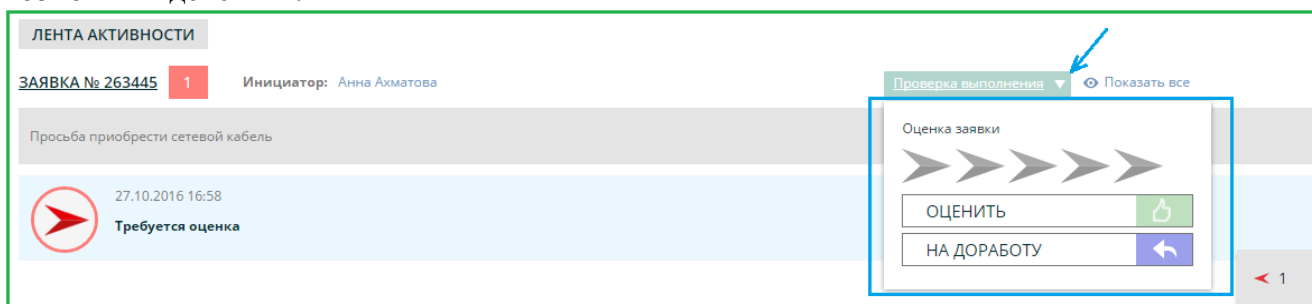 ЛЕНТА АКТИВНОСТИ
ЗАЯВКА № 263445 1 Инициатор: Анна Ахматова Проверка выполнения Показать все
Просьба приобрести сетевой кабель
Оценка заявки
27.10.2016 16:58
Требуется оценка
ОЦЕНИТЬ
НА ДОРАБОТУ
1